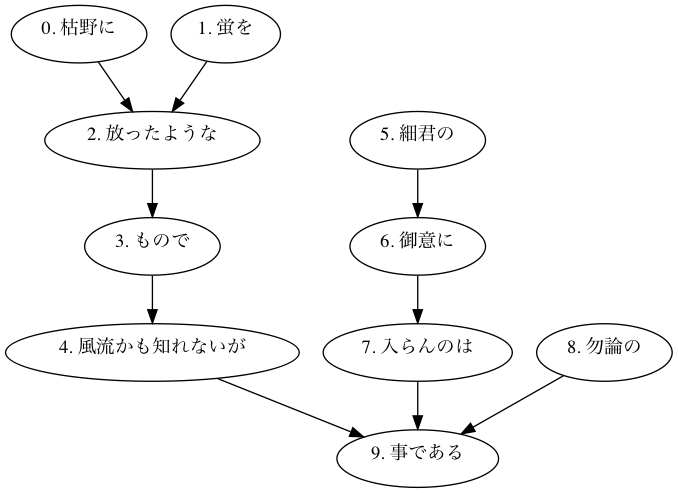 0. 枯野に
1. 蛍を
2. 放ったような
5. 細君の
3. もので
6. 御意に
4. 風流かも知れないが
7. 入らんのは
8. 勿論の
9. 事である